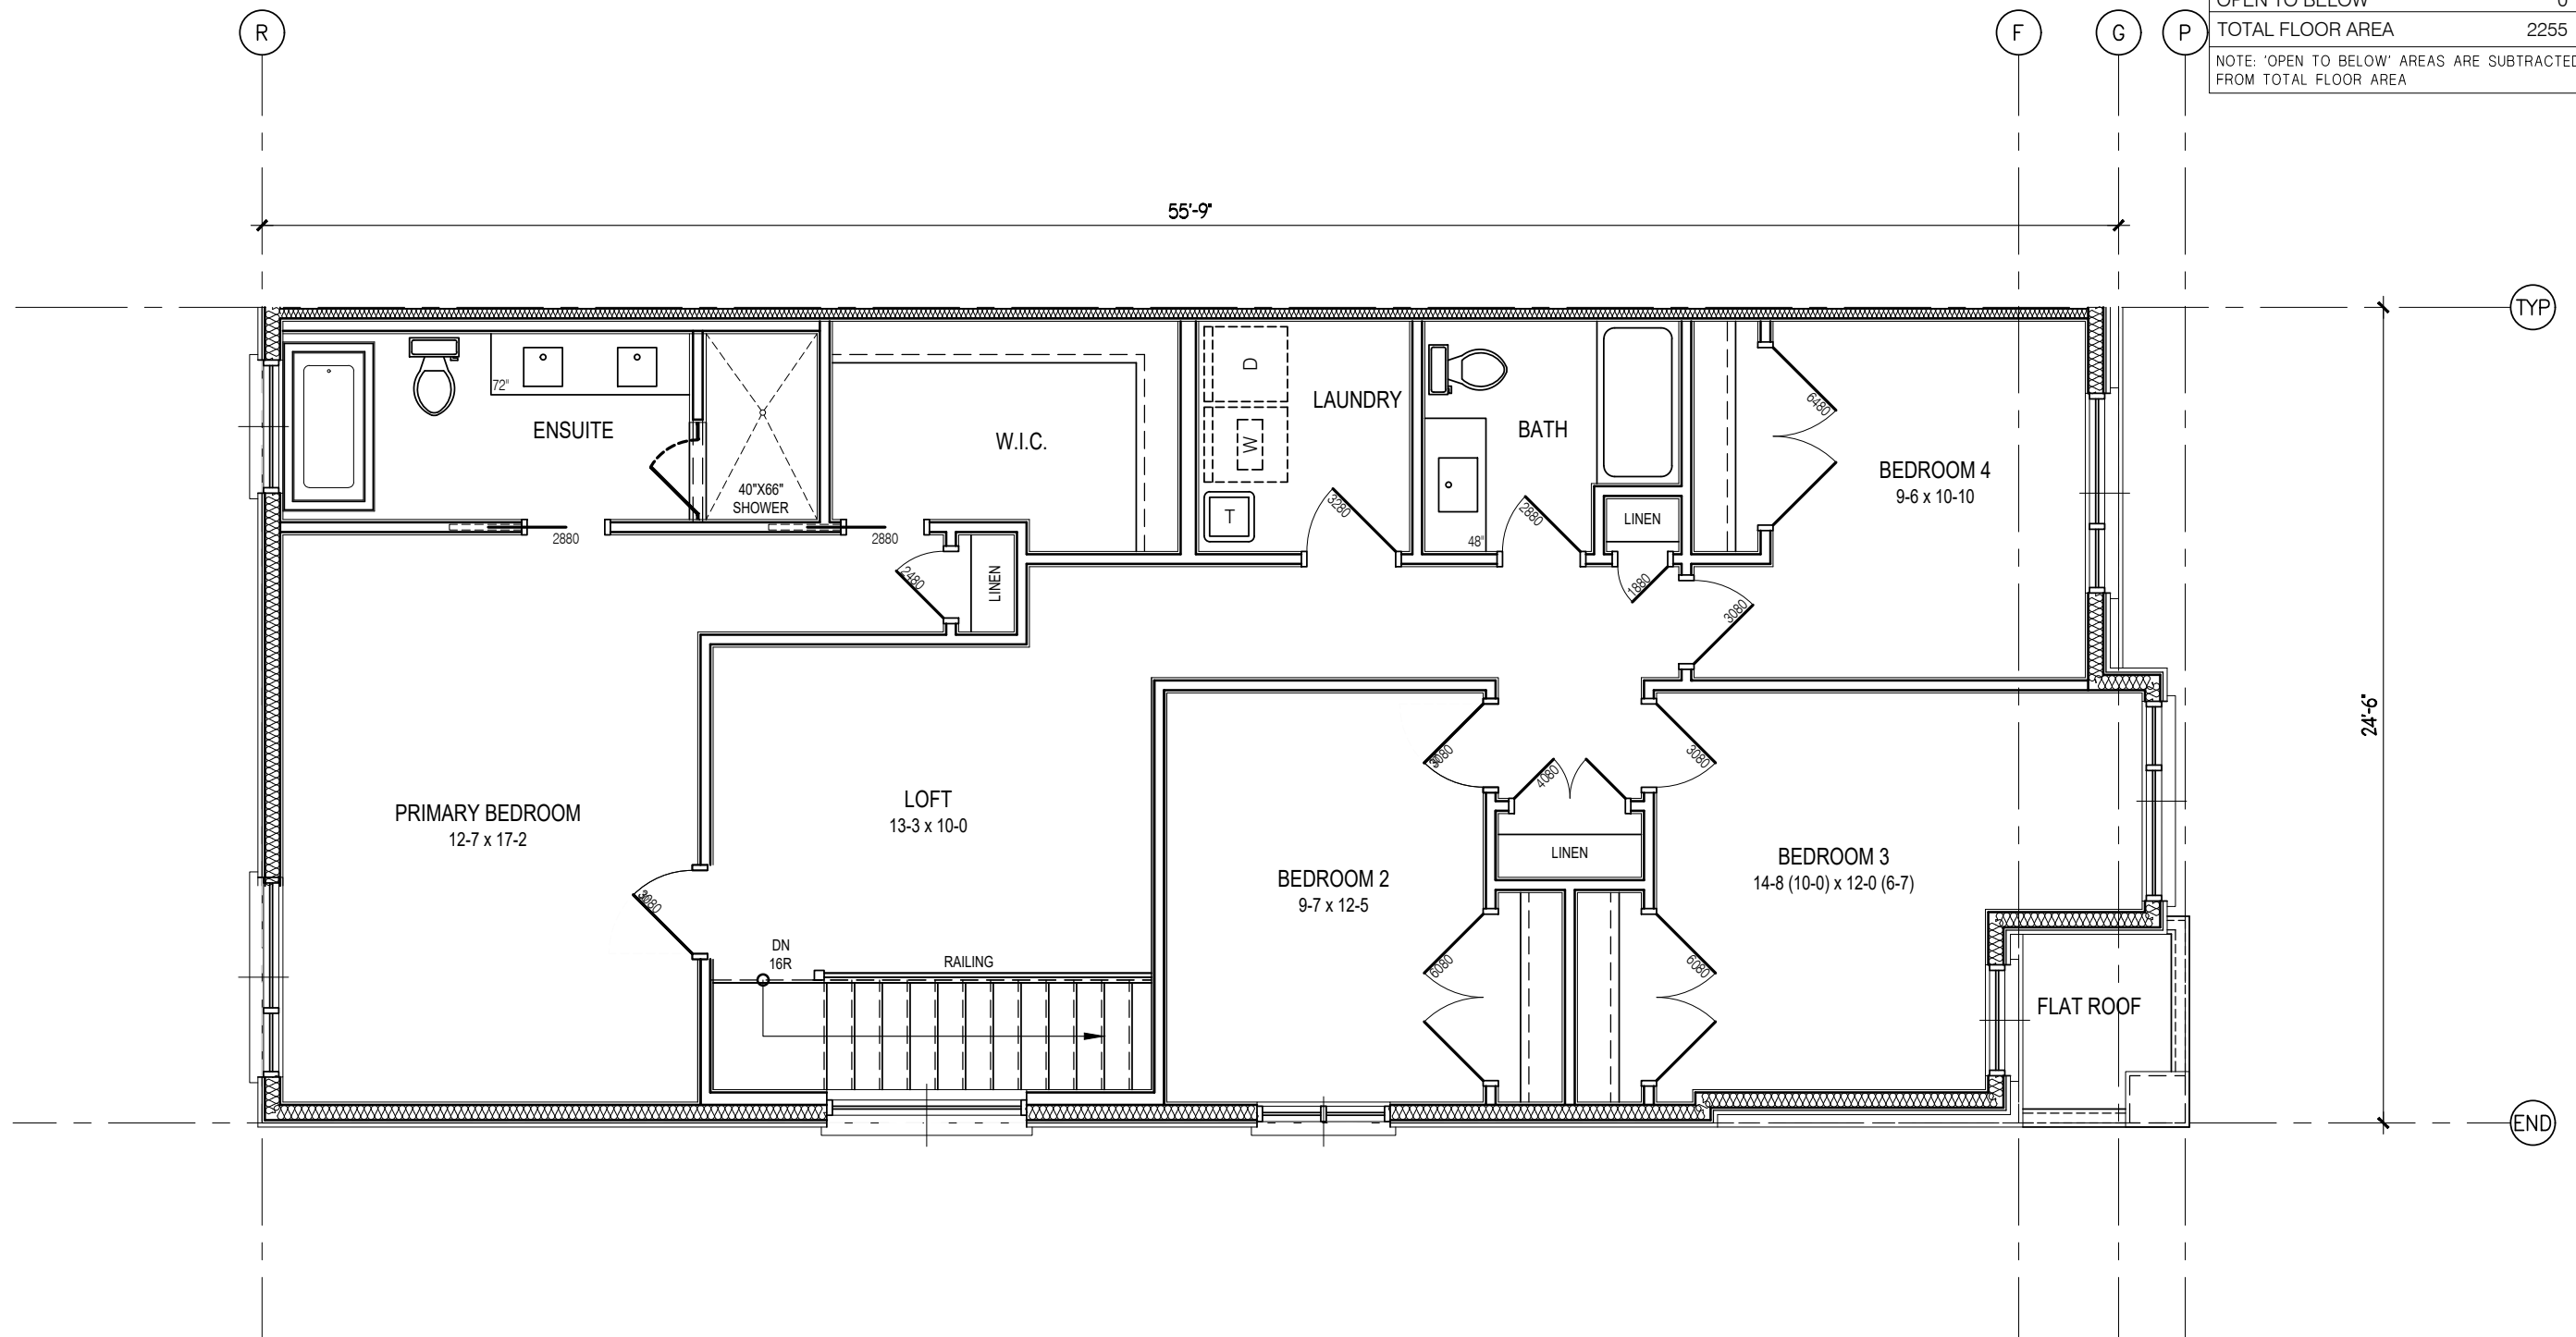 R
F
G
P
OPEN TO BELOW 0
TOTAL FLOOR AREA 2255
NOTE: 'OPEN TO BELOW' AREAS ARE SUBTRACTED
FROM TOTAL FLOOR AREA
55'-9"
TYP
72"
ENSUITE
40"X66"
SHOWER
2880
2880
W.I.C.
2480
LINEN
D
W
T
LAUNDRY
3280
BATH
48"
2880
LINEN
1880
6480
BEDROOM 4
9-6 x 10-10
3080
24'-6"
PRIMARY BEDROOM
12-7 x 17-2
3080
LOFT
13-3 x 10-0
DN
16R
RAILING
BEDROOM 2
9-7 x 12-5
3080
4080
3080
LINEN
6080
6080
BEDROOM 3
14-8 (10-0) x 12-0 (6-7)
FLAT ROOF
END